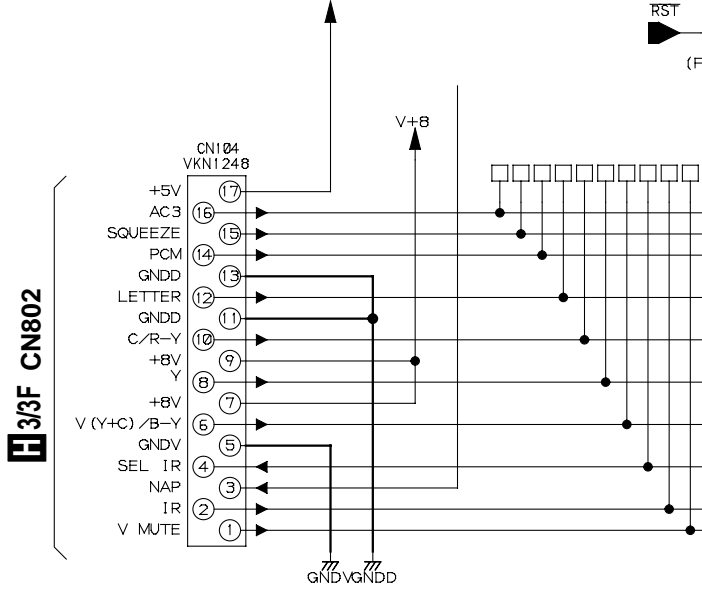 RST
(F
V+8
CN104
VKN1248
+5V 17
AC3 16
SQUEEZE 15
PCM 14
GNDD 13
LETTER 12
GNDD 11
C/R-Y 10
+8V 9
Y 8
+8V 7
V(Y+C)/B-Y 6
GNDV 5
SEL IR 4
NAP 3
IR 2
V MUTE 1
GNDV GNDD
H 3/3F CN802